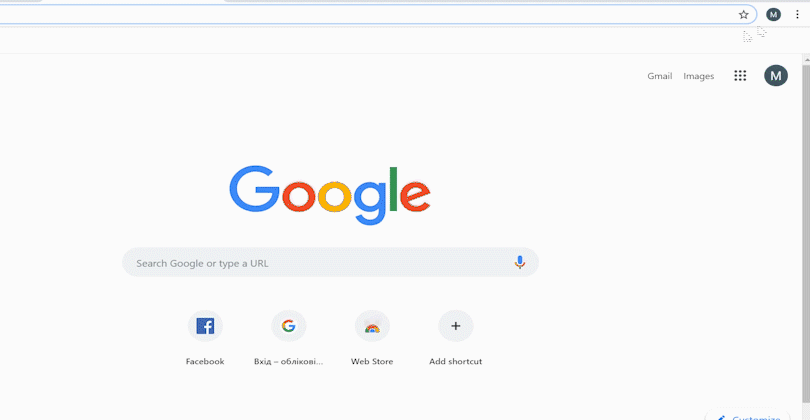 M
Gmail Images M
Google
Search Google or type a URL
Facebook Вхід – облікові... Web Store Add shortcut
Customize